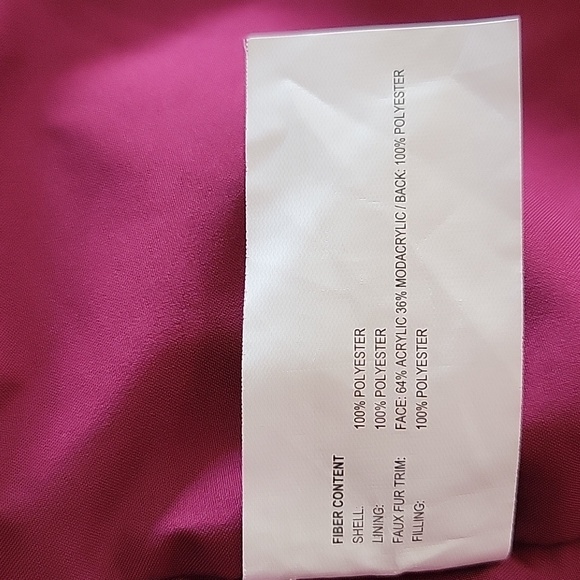 FIBER CONTENT
SHELL. 100% POLYESTER
LINING: 100% POLYESTER
FAUX FUR TRIM: FACE: 64% ACRYLIC 36% MODACRYLIC / BACK: 100% POLYESTER
FILLING: 100% POLYESTER